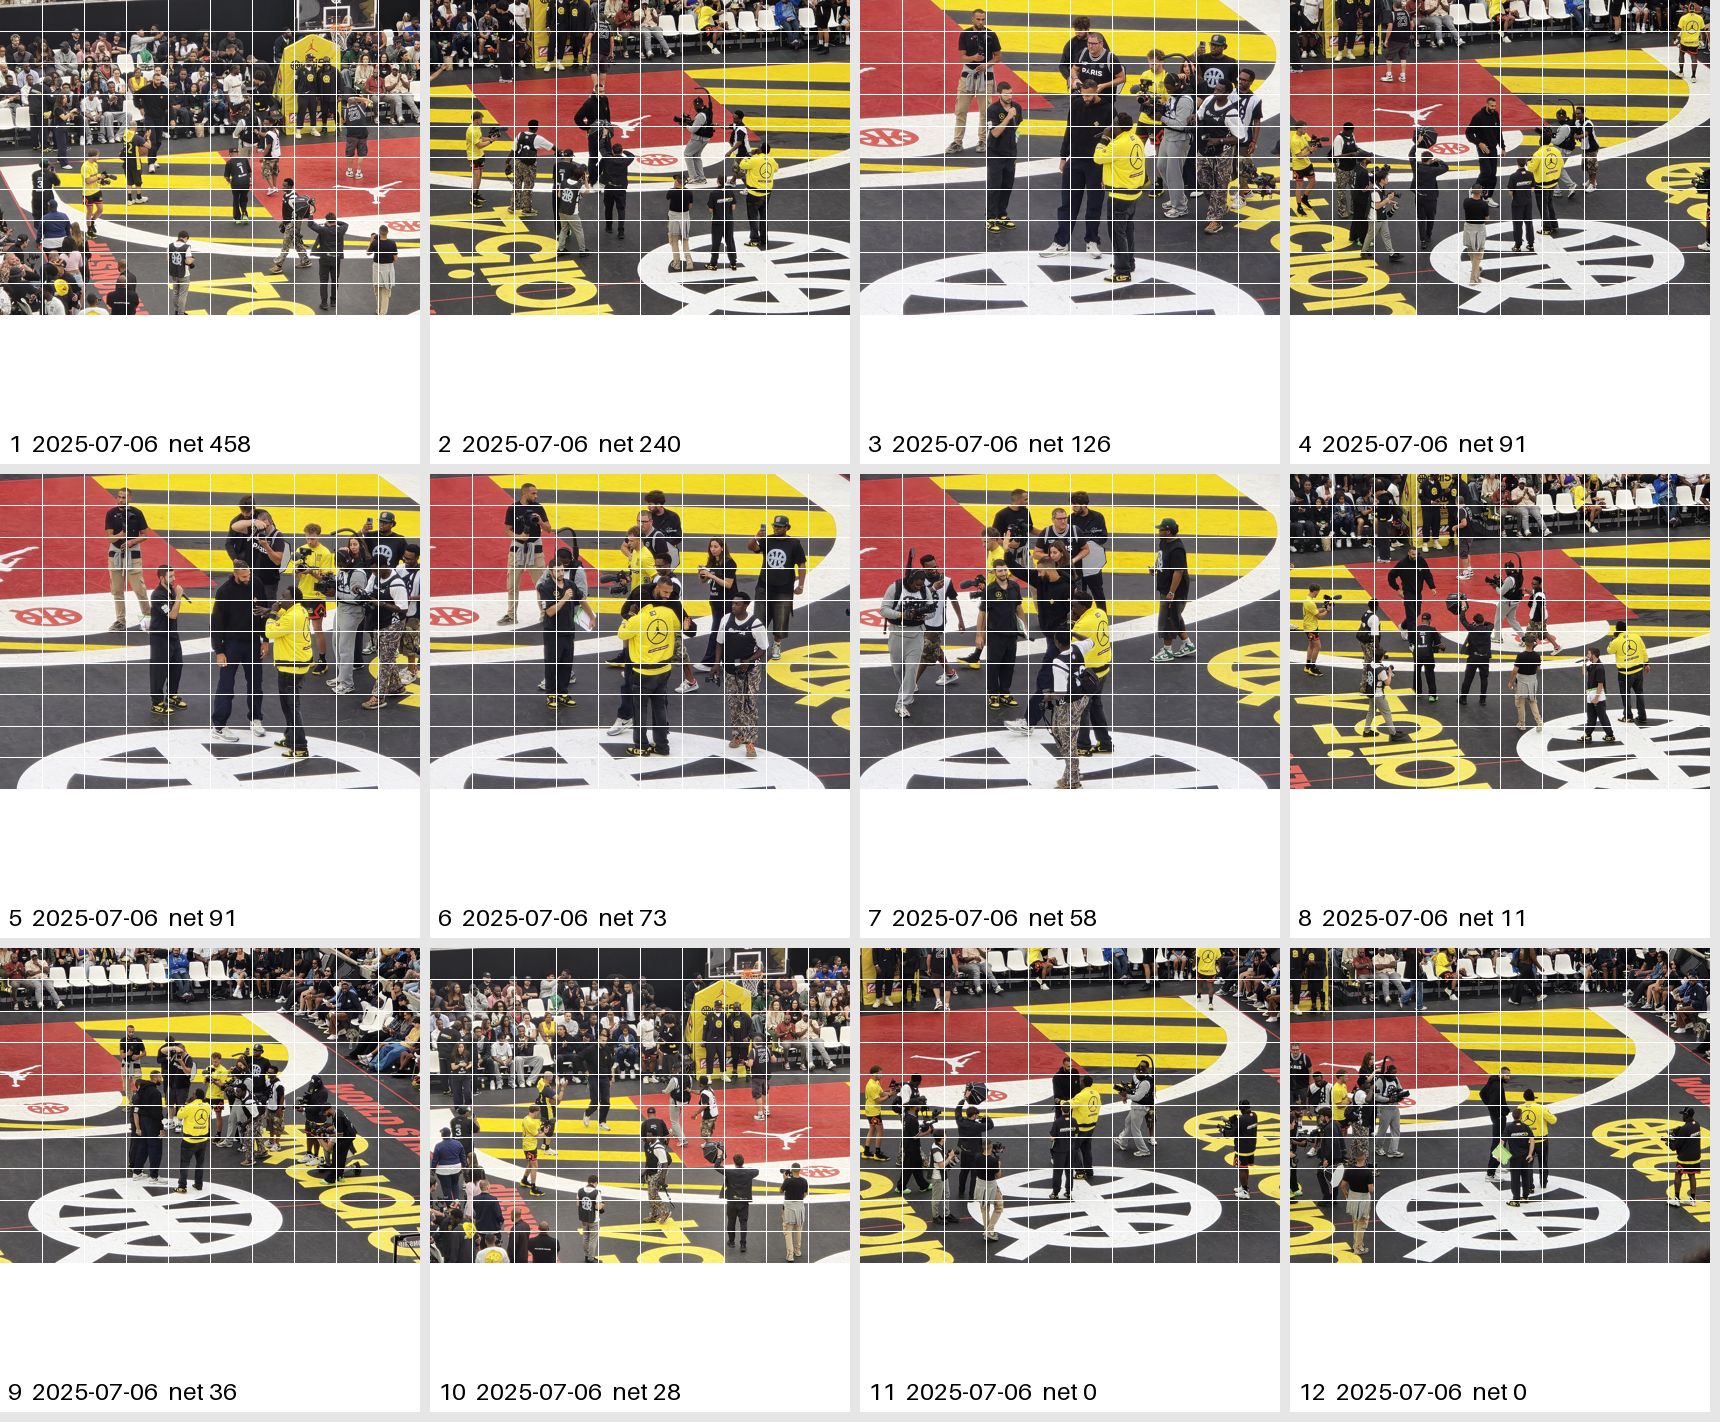 1 2025-07-06 net 458
2 2025-07-06 net 240
PARIS
3 2025-07-06 net 126
4 2025-07-06 net 91
5 2025-07-06 net 91
6 2025-07-06 net 73
7 2025-07-06 net 58
8 2025-07-06 net 11
9 2025-07-06 net 36
10 2025-07-06 net 28
11 2025-07-06 net 0
12 2025-07-06 net 0